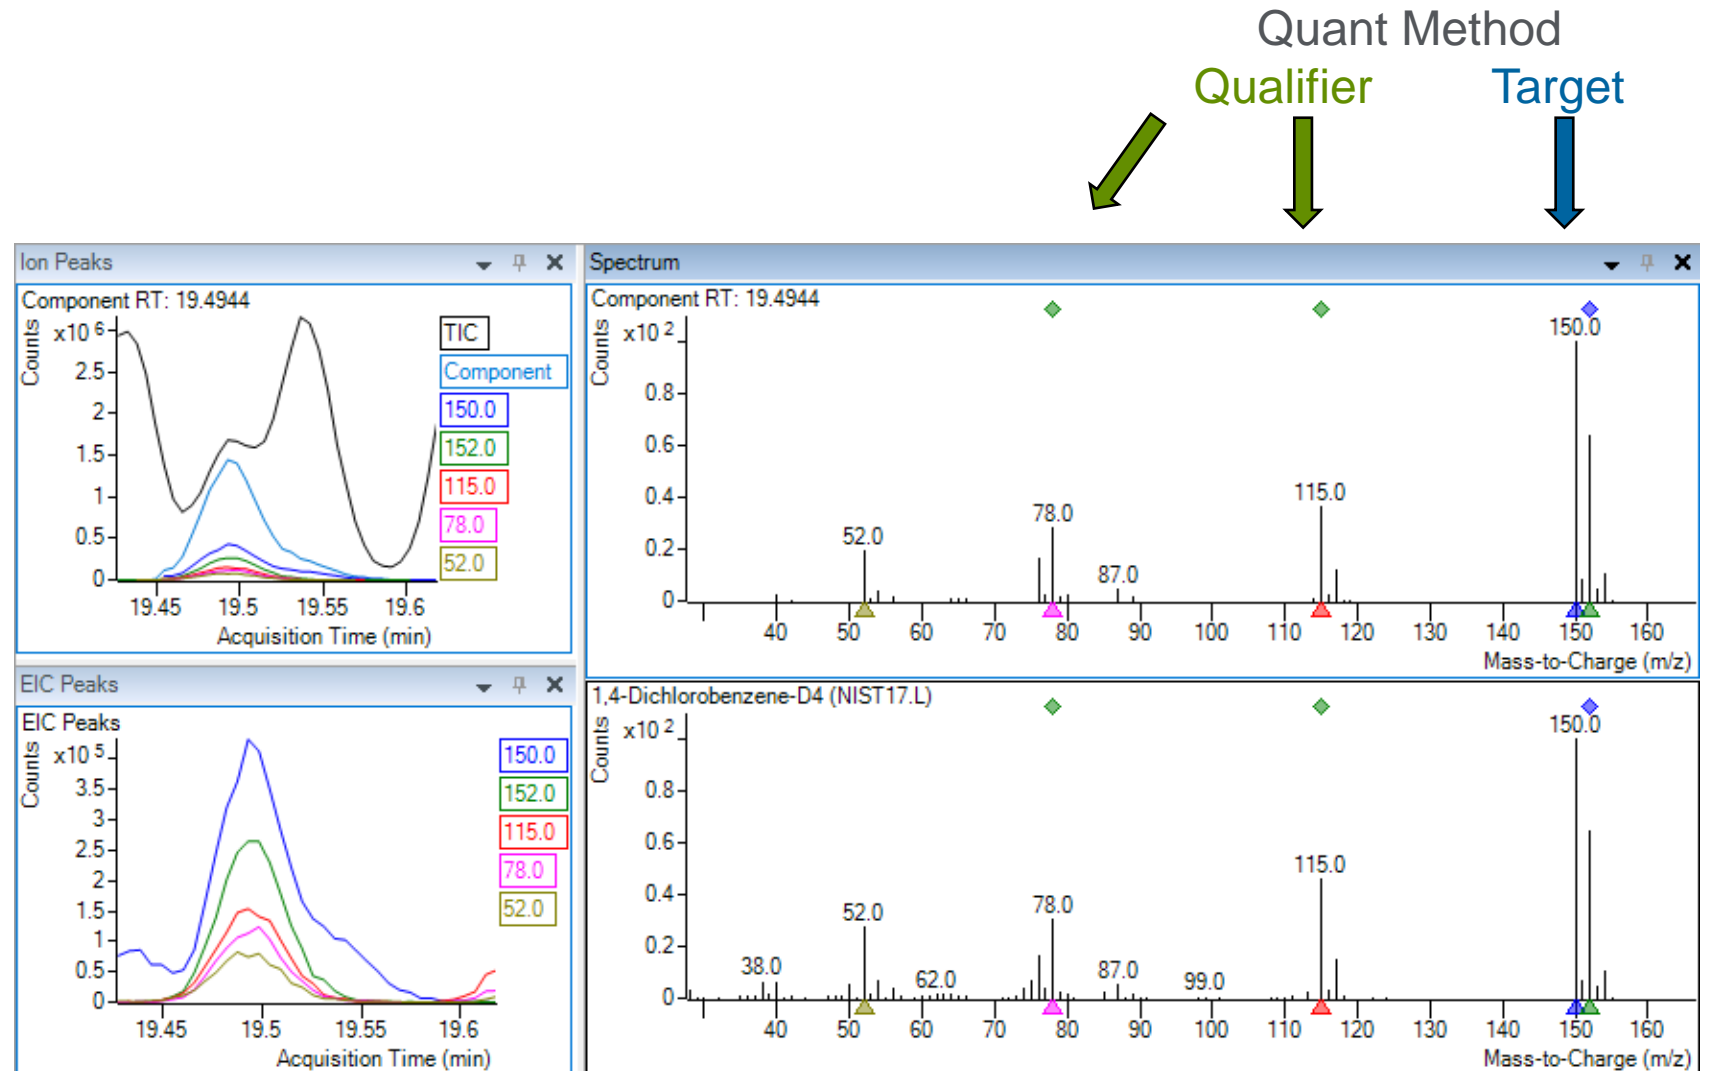 Quant Method
Qualifier Target
Ion Peaks
Component RT: 19.4944
Counts
x10 6
2.5
2
1.5
1
0.5
0
19.45 19.5 19.55 19.6
Acquisition Time (min)
TIC
Component
150.0
152.0
115.0
78.0
52.0
Spectrum
Component RT: 19.4944
Counts
x10 2
0.8
0.6
0.4
0.2
0
52.0
78.0
87.0
115.0
150.0
40 50 60 70 80 90 100 110 120 130 140 150 160
Mass-to-Charge (m/z)
EIC Peaks
EIC Peaks
Counts
x10 5
3.5
3
2.5
2
1.5
1
0.5
0
19.45 19.5 19.55 19.6
Acquisition Time (min)
150.0
152.0
115.0
78.0
52.0
1,4-Dichlorobenzene-D4 (NIST17.L)
Counts
x10 2
0.8
0.6
0.4
0.2
0
38.0
52.0
62.0
78.0
87.0
99.0
115.0
150.0
40 50 60 70 80 90 100 110 120 130 140 150 160
Mass-to-Charge (m/z)